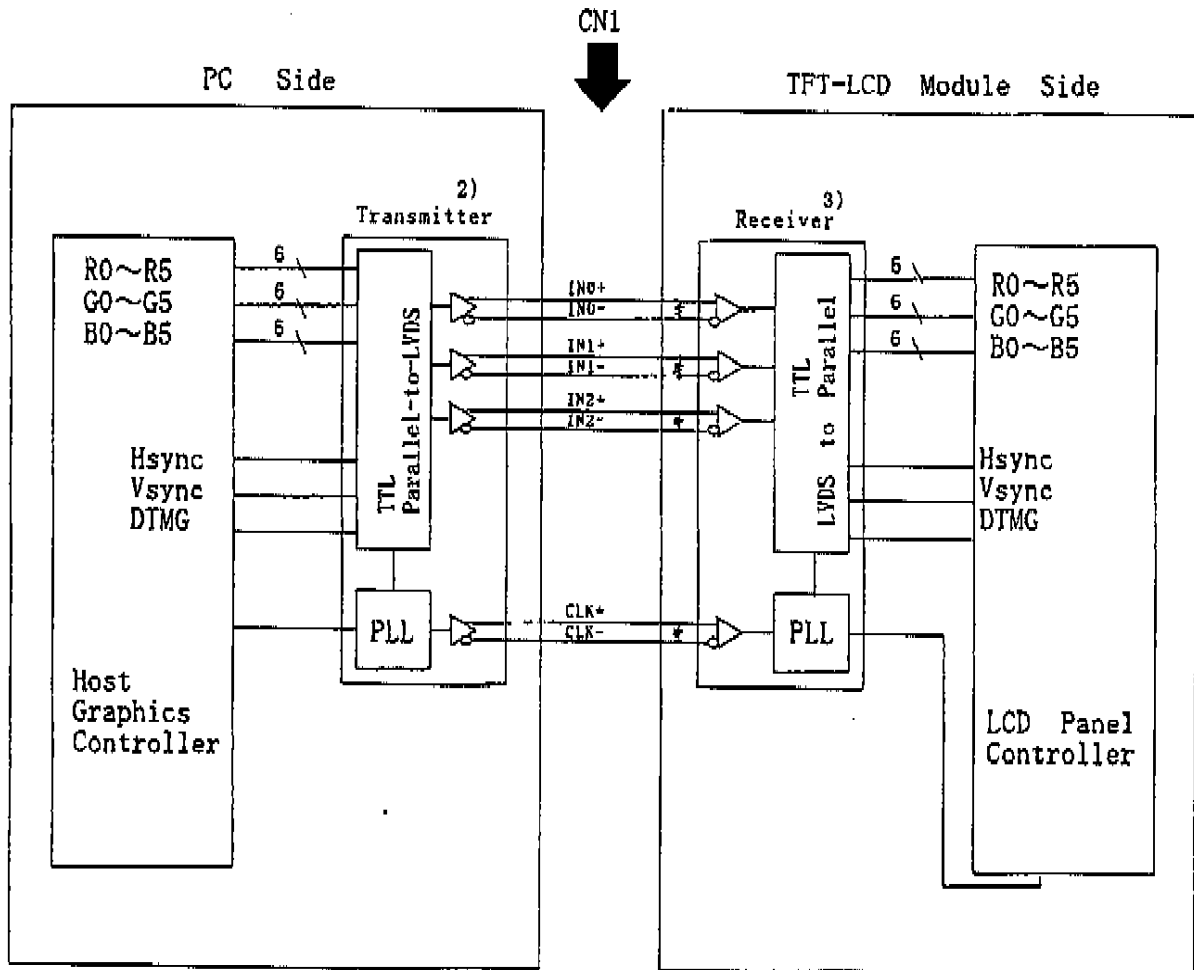 CN1
PC Side
TFT-LCD Module Side
2)
Transmitter
3)
Receiver
R0~R5
G0~G5
B0~B5
6
6
6
TTL
Parallel-to-LVDS
IN0+
IN0-
IN1+
IN1-
IN2+
IN2-
LVDS to Parallel
TTL
6
6
6
R0~R5
G0~G5
B0~B5
Hsync
Vsync
DTMG
Hsync
Vsync
DTMG
PLL
CLK+
CLK-
PLL
Host
Graphics
Controller
LCD Panel
Controller